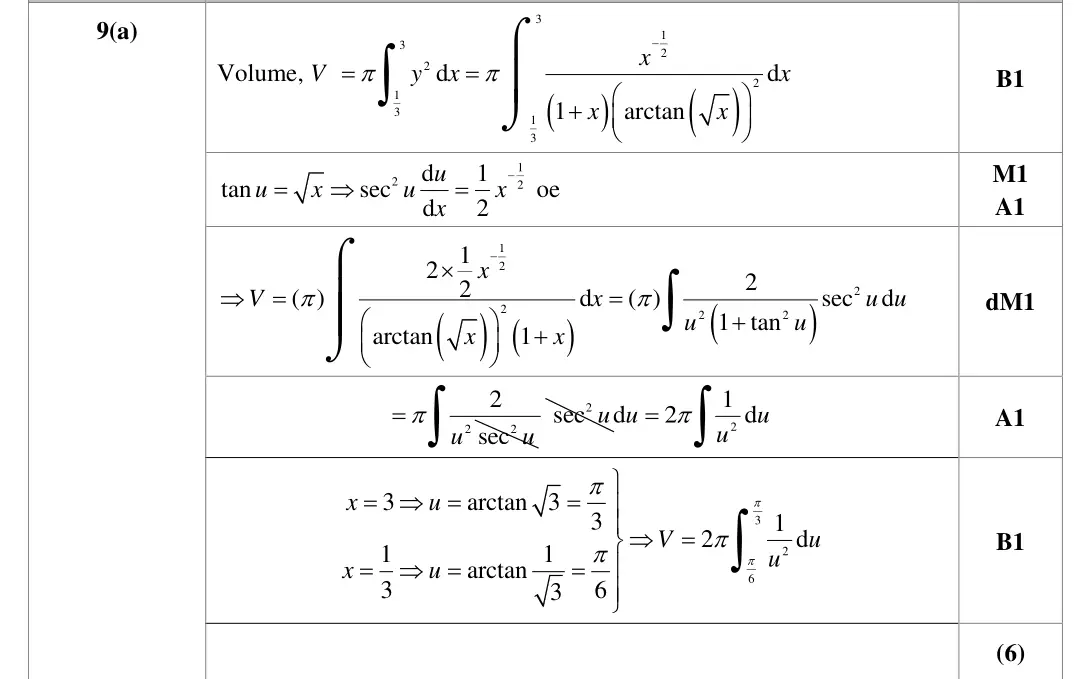 9(a)
Volume, V = π∫_{1/3}^{3} y² dx = π∫_{1/3}^{3} x^{-1/2} / ((1 + x)(arctan(√x))²) dx
B1
tan u = √x ⇒ sec² u du/dx = 1/2 x^{-1/2} oe
M1
A1
⇒ V = (π)∫ (2 × 1/2 x^{-1/2}) / ((arctan(√x))² (1 + x)) dx = (π)∫ 2 / (u² (1 + tan² u)) sec² u du
dM1
= π∫ 2 / (u² sec² u) sec² u du = 2π∫ 1/u² du
A1
x = 3 ⇒ u = arctan √3 = π/3
x = 1/3 ⇒ u = arctan 1/√3 = π/6
} ⇒ V = 2π∫_{π/6}^{π/3} 1/u² du
B1
(6)